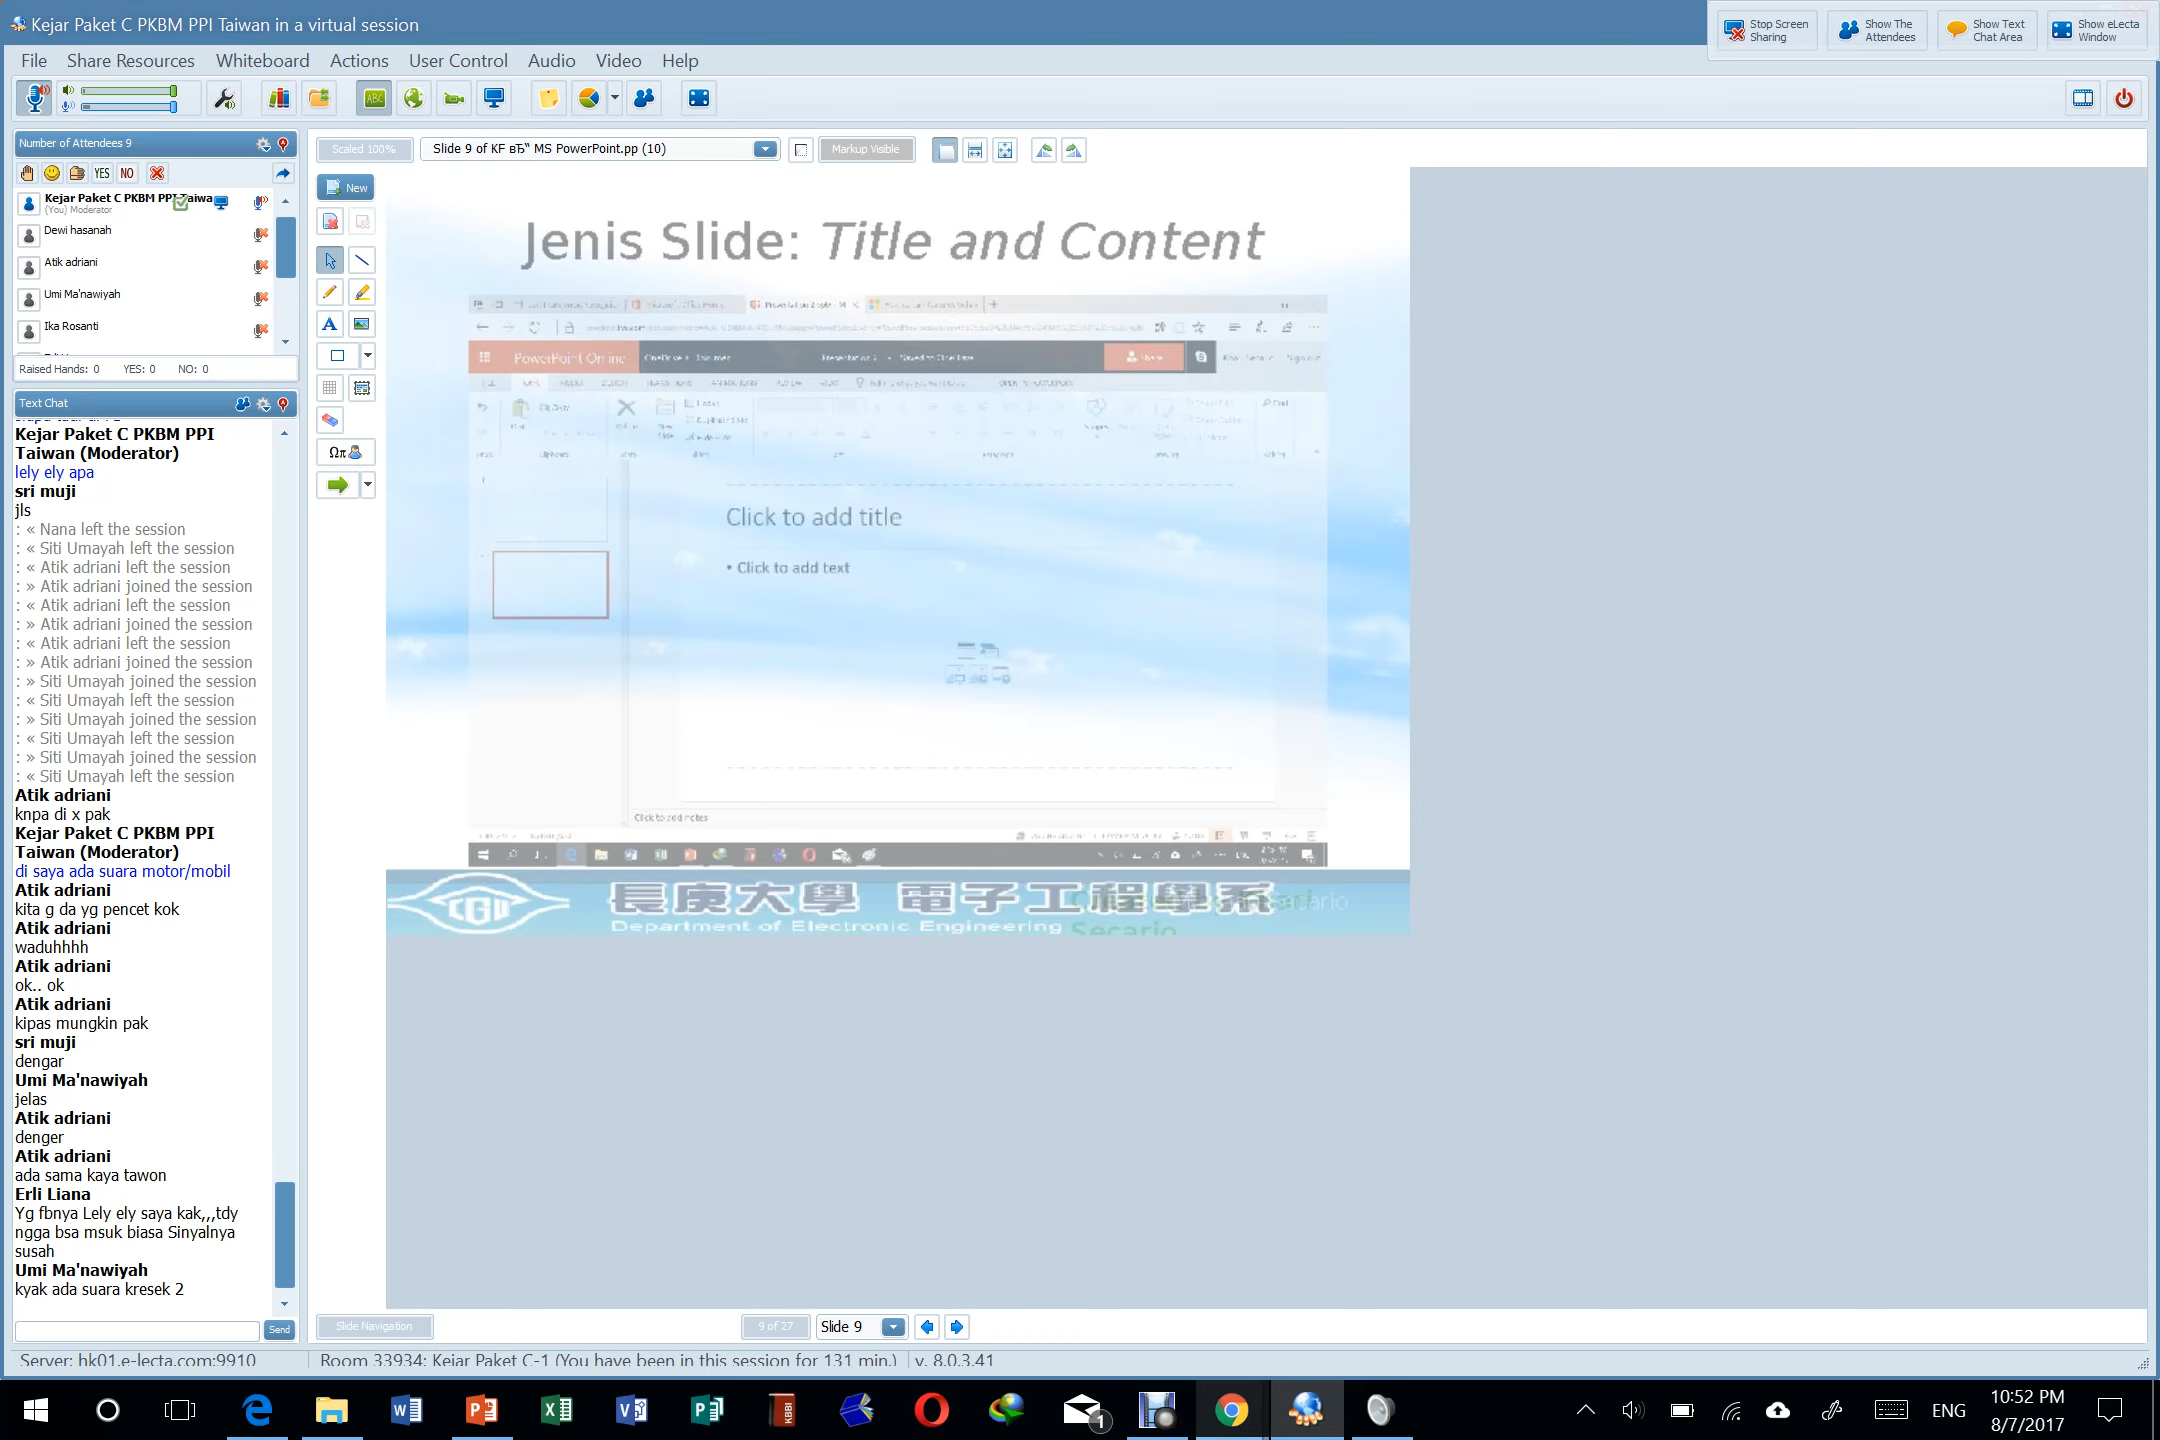 Kejar Paket C PKBM PPI Taiwan in a virtual session
Stop Screen Sharing
Show The Attendees
Show Text Chat Area
Show eLecta Window
File Share Resources Whiteboard Actions User Control Audio Video Help
Number of Attendees 9
YES NO
Kejar Paket C PKBM PPI Taiwa
(You) Moderator
Dewi hasanah
Atik adriani
Umi Ma'nawiyah
Ika Rosanti
Raised Hands: 0 YES: 0 NO: 0
Text Chat
Kejar Paket C PKBM PPI
Taiwan (Moderator)
lely ely apa
sri muji
jls
: « Nana left the session
: « Siti Umayah left the session
: « Atik adriani left the session
: » Atik adriani joined the session
: « Atik adriani left the session
: » Atik adriani joined the session
: « Atik adriani left the session
: » Atik adriani joined the session
: » Siti Umayah joined the session
: « Siti Umayah left the session
: » Siti Umayah joined the session
: « Siti Umayah left the session
: » Siti Umayah joined the session
: « Siti Umayah left the session
Atik adriani
knpa di x pak
Kejar Paket C PKBM PPI
Taiwan (Moderator)
di saya ada suara motor/mobil
Atik adriani
kita g da yg pencet kok
Atik adriani
waduhhhh
Atik adriani
ok.. ok
Atik adriani
kipas mungkin pak
sri muji
dengar
Umi Ma'nawiyah
jelas
Atik adriani
denger
Atik adriani
ada sama kaya tawon
Erli Liana
Yg fbnya Lely ely saya kak,,,tdy
ngga bsa msuk biasa Sinyalnya
susah
Umi Ma'nawiyah
kyak ada suara kresek 2
Send
Scaled 100%
Slide 9 of KF вЂ" MS PowerPoint.pp (10)
Markup Visible
New
ABC
Ωπ
Jenis Slide: Title and Content
PowerPoint Online
Share
Click to add title
• Click to add text
Click to add notes
CGU
長庚大學 電子工程學系
Department of Electronic Engineering
Secario
Slide Navigation
9 of 27
Slide 9
Server: hk01.e-lecta.com:9910
Room 33934: Kejar Paket C-1 (You have been in this session for 131 min.)
v. 8.0.3.41
KBBI
1
ENG
10:52 PM
8/7/2017